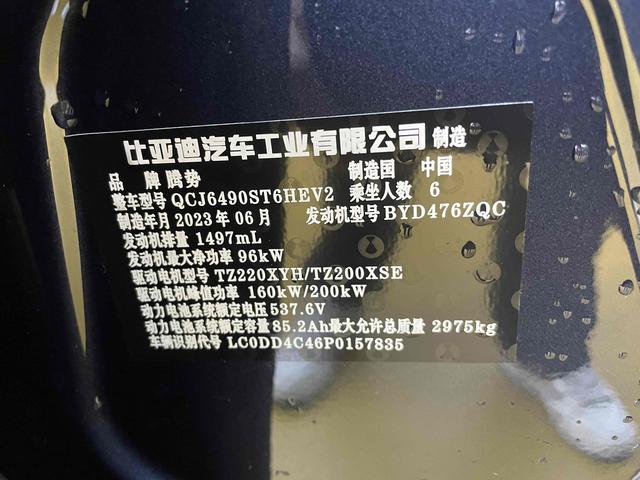 比亚迪汽车工业有限公司 制造
品 牌 腾势 制造国 中国
整车型号 QCJ6490ST6HEV2 乘坐人数 6
制造年月 2023 年 06 月 发动机型号 BYD476ZQC
发动机排量 1497mL
发动机最大净功率 96kW
驱动电机型号 TZ220XYH/TZ200XSE
驱动电机峰值功率 160kW/200kW
动力电池系统额定电压 537.6V
动力电池系统额定容量 85.2Ah 最大允许总质量 2975kg
车辆识别代号 LC0DD4C46P0157835